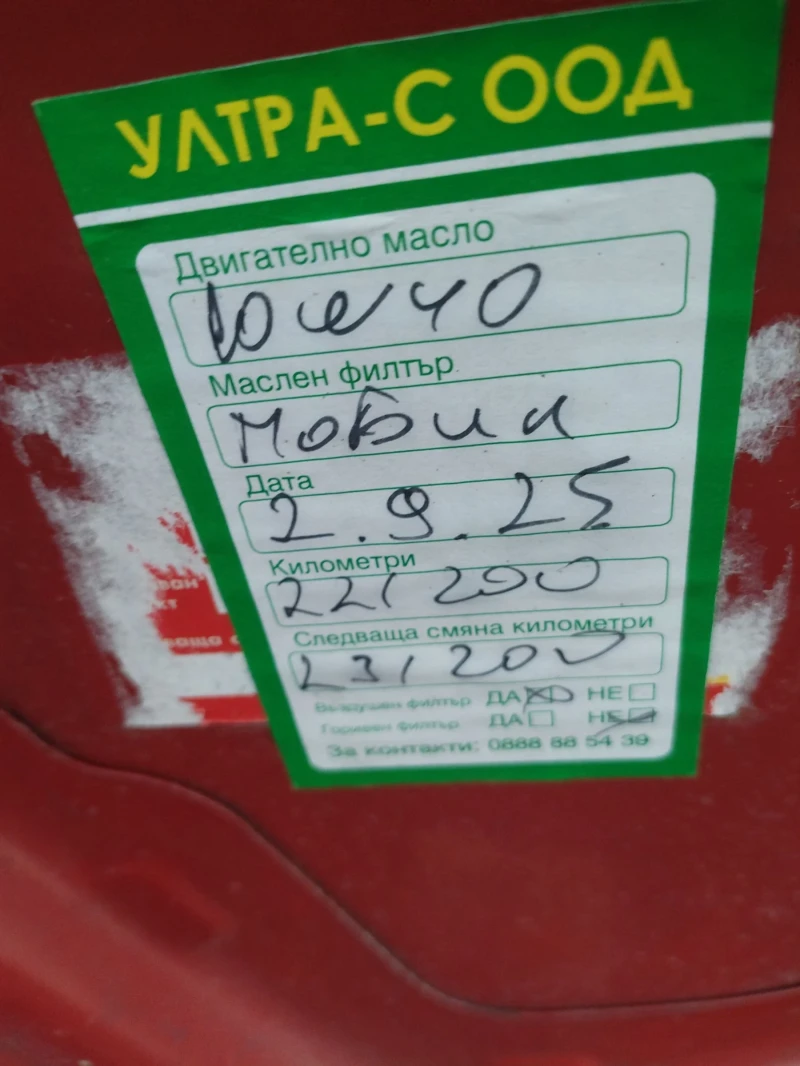 УЛТРА-С ООД
Двигателно масло
10w40
Маслен филтър
Мобил
Дата
2.9.25
Километри
221200
Следваща смяна километри
231200
Въздушен филтър ДА НЕ
Горивен филтър ДА НЕ
За контакти: 0888 88 54 39